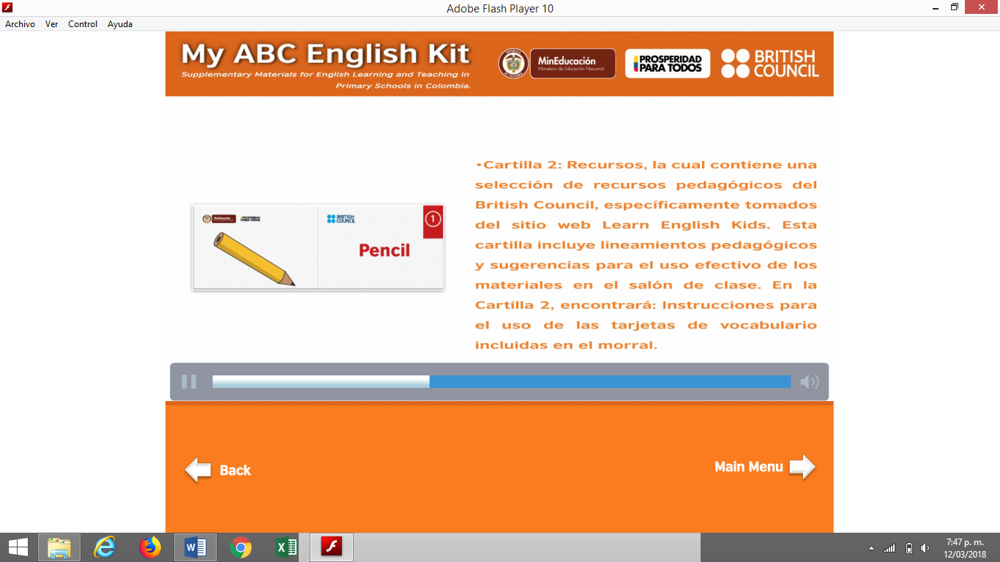 Adobe Flash Player 10
Archivo Ver Control Ayuda
My ABC English Kit
Supplementary Materials for English Learning and Teaching in
Primary Schools in Colombia.
MinEducación
Ministerio de Educación Nacional
PROSPERIDAD
PARA TODOS
BRITISH
COUNCIL
•Cartilla 2: Recursos, la cual contiene una
selección de recursos pedagógicos del
British Council, específicamente tomados
del sitio web Learn English Kids. Esta
cartilla incluye lineamientos pedagógicos
y sugerencias para el uso efectivo de los
materiales en el salón de clase. En la
Cartilla 2, encontrará: Instrucciones para
el uso de las tarjetas de vocabulario
incluidas en el morral.
MinEducación
PROSPERIDAD
PARA TODOS
BRITISH
COUNCIL
1
Pencil
Back
Main Menu
7:47 p. m.
12/03/2018